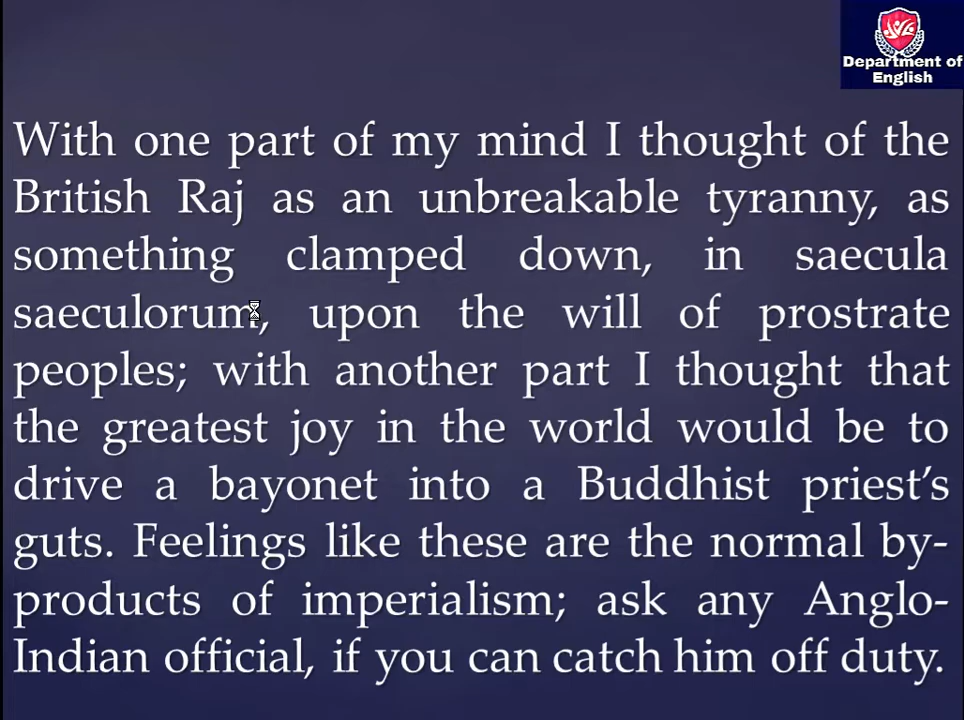 Department of
English
With one part of my mind I thought of the
British Raj as an unbreakable tyranny, as
something clamped down, in saecula
saeculorum, upon the will of prostrate
peoples; with another part I thought that
the greatest joy in the world would be to
drive a bayonet into a Buddhist priest’s
guts. Feelings like these are the normal by-
products of imperialism; ask any Anglo-
Indian official, if you can catch him off duty.